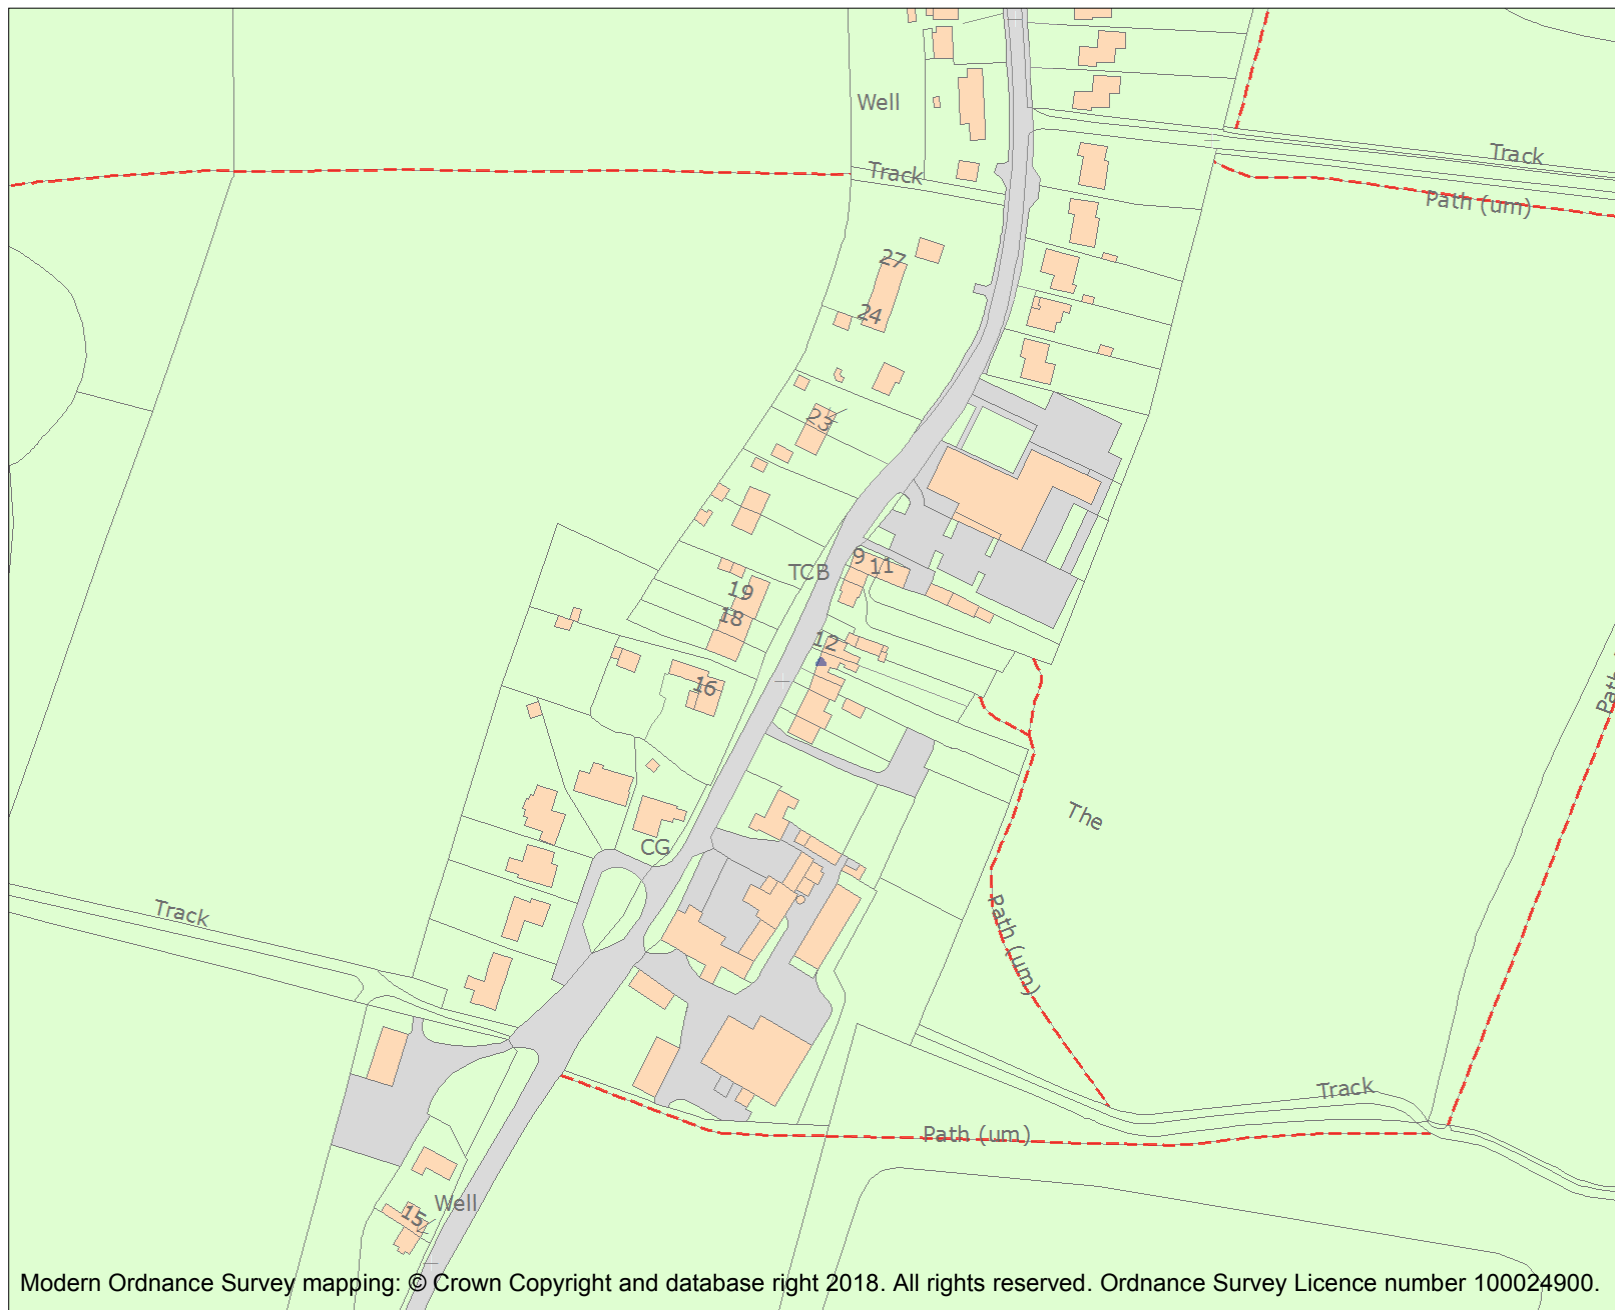 Well
Track
Track
Path (um)
27
24
23
TCB
9
11
19
18
12
16
Path
The
CG
Track
Path (um)
Track
Path (um)
Well
15
Modern Ordnance Survey mapping: © Crown Copyright and database right 2018. All rights reserved. Ordnance Survey Licence number 100024900.